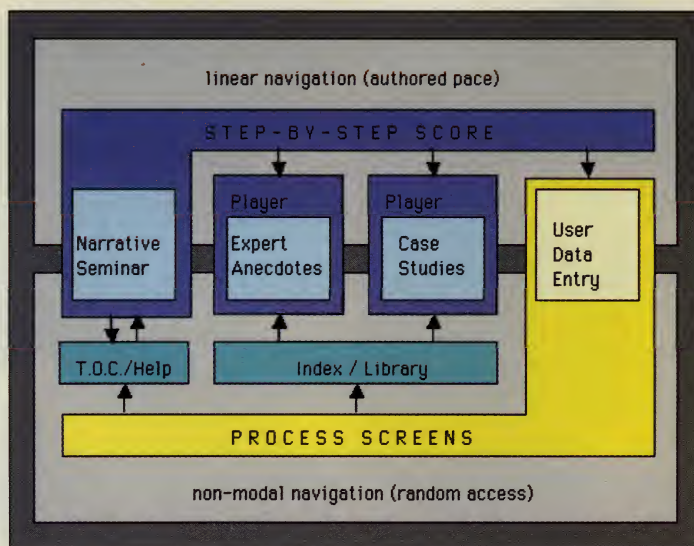 linear navigation (authored pace)
STEP-BY-STEP SCORE
Narrative
Seminar
Player
Expert
Anecdotes
Player
Case
Studies
User
Data
Entry
T.O.C./Help
Index / Library
PROCESS SCREENS
non-modal navigation (random access)